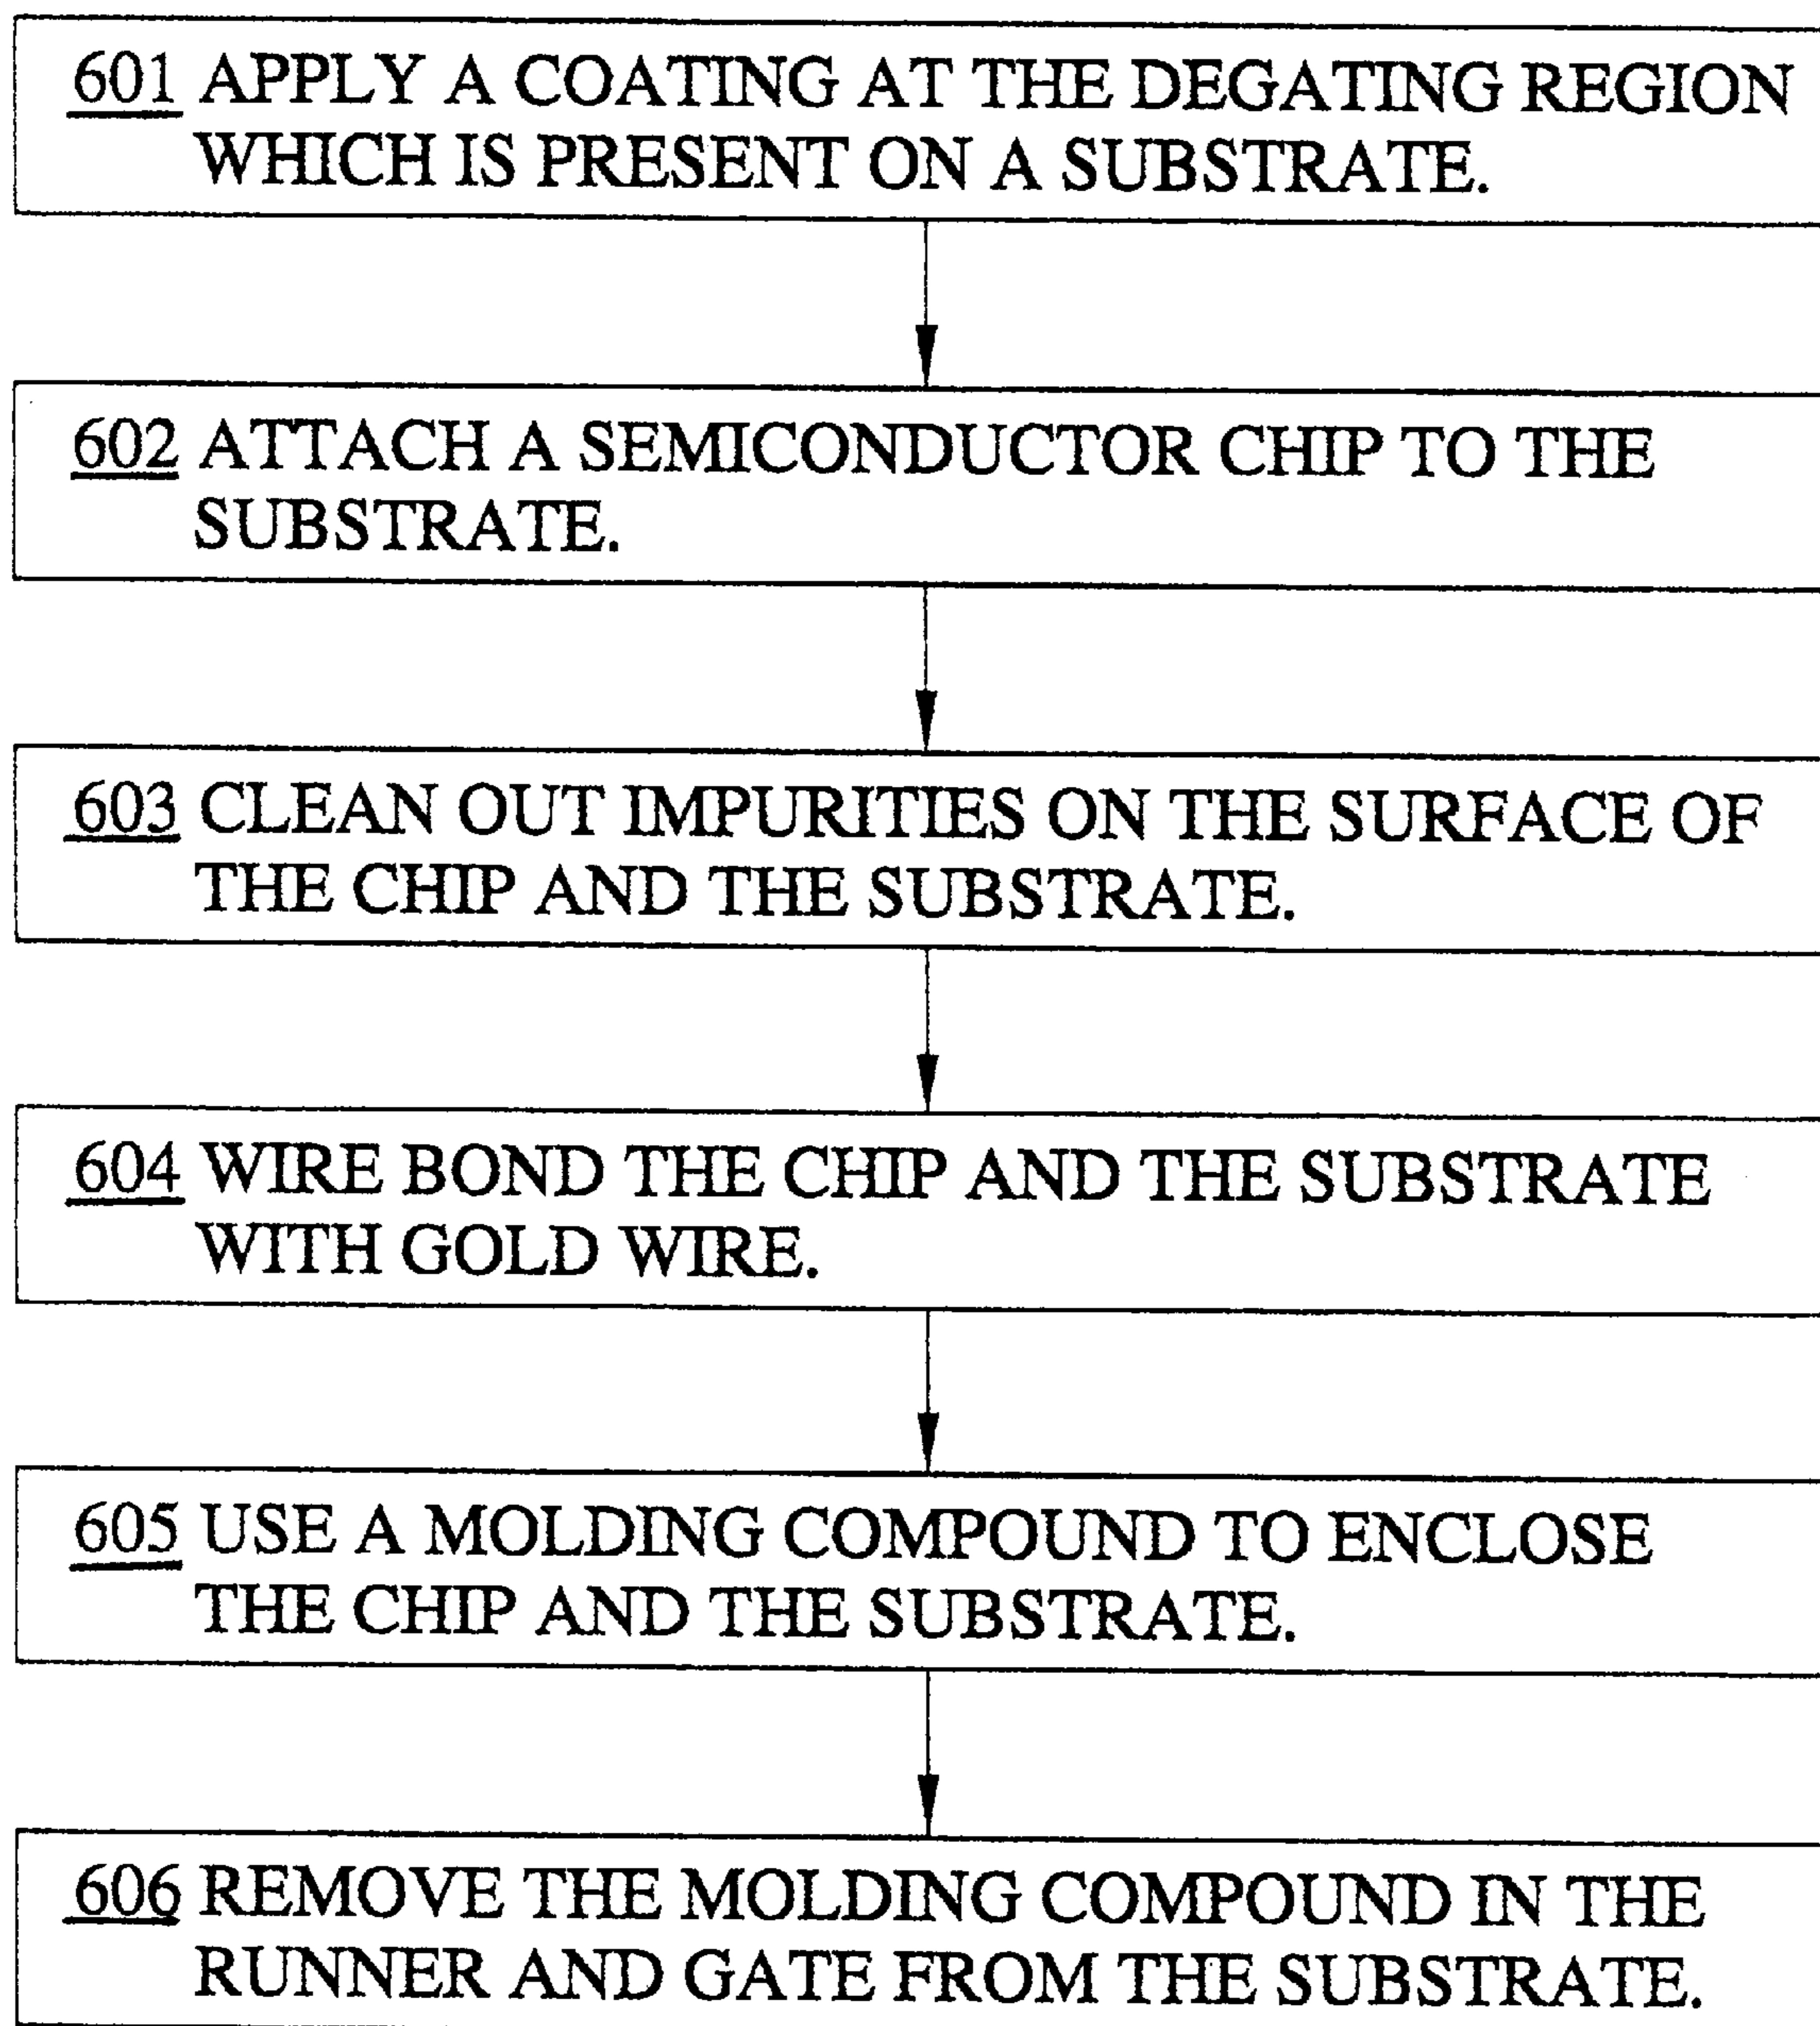 601 APPLY A COATING AT THE DEGATING REGION
WHICH IS PRESENT ON A SUBSTRATE.
602 ATTACH A SEMICONDUCTOR CHIP TO THE
SUBSTRATE.
603 CLEAN OUT IMPURITIES ON THE SURFACE OF
THE CHIP AND THE SUBSTRATE.
604 WIRE BOND THE CHIP AND THE SUBSTRATE
WITH GOLD WIRE.
605 USE A MOLDING COMPOUND TO ENCLOSE
THE CHIP AND THE SUBSTRATE.
606 REMOVE THE MOLDING COMPOUND IN THE
RUNNER AND GATE FROM THE SUBSTRATE.